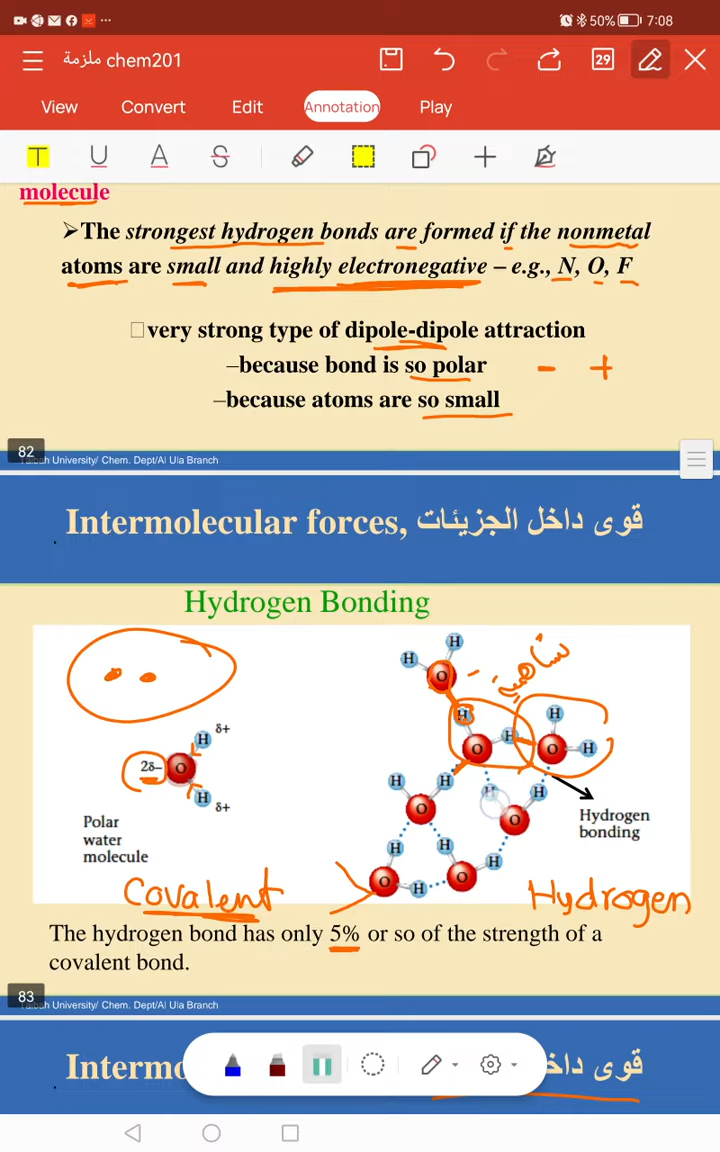 50% 7:08
ملزمة chem201
29
View Convert Edit Annotation Play
T U A S
molecule
➤The strongest hydrogen bonds are formed if the nonmetal
atoms are small and highly electronegative – e.g., N, O, F
□very strong type of dipole-dipole attraction
–because bond is so polar - +
–because atoms are so small
82
University/ Chem. Dept/Al Ula Branch
Intermolecular forces, قوى داخل الجزيئات
.
Hydrogen Bonding
H
H
O
-
H
H δ+
2δ– O
H δ+
H
O
H
H
O
H
H
H
O
H
H
O
Hydrogen
bonding
Polar
water
molecule
H
H
H
O
H
O
Covalent
Hydrogen
The hydrogen bond has only 5% or so of the strength of a
covalent bond.
83
University/ Chem. Dept/Al Ula Branch
Intermo
قوى داخ
.